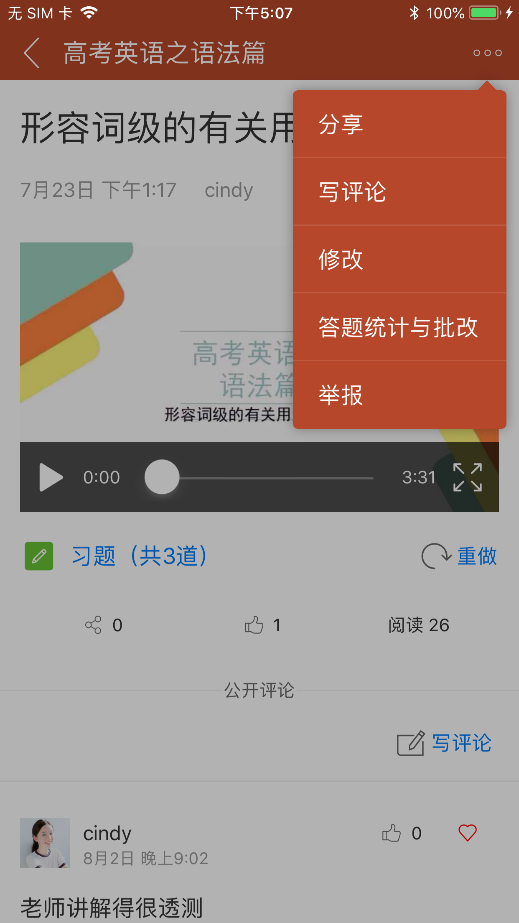 无 SIM 卡 下午5:07 100%
高考英语之语法篇
形容词级的有关用
分享
7月23日 下午1:17 cindy
写评论
修改
答题统计与批改
举报
高考英语
语法篇
形容词级的有关用
0:00 3:31
习题（共3道） 重做
0 1 阅读 26
公开评论
写评论
cindy 0
8月2日 晚上9:02
老师讲解得很透测